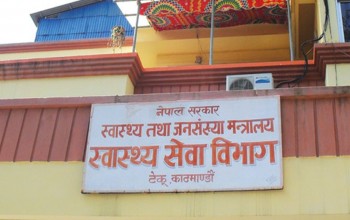 नेपाल सरकार
स्वास्थ्य तथा जनसंख्या मन्त्रालय
स्वास्थ्य सेवा विभाग
टेकु, काठमाण्डौं